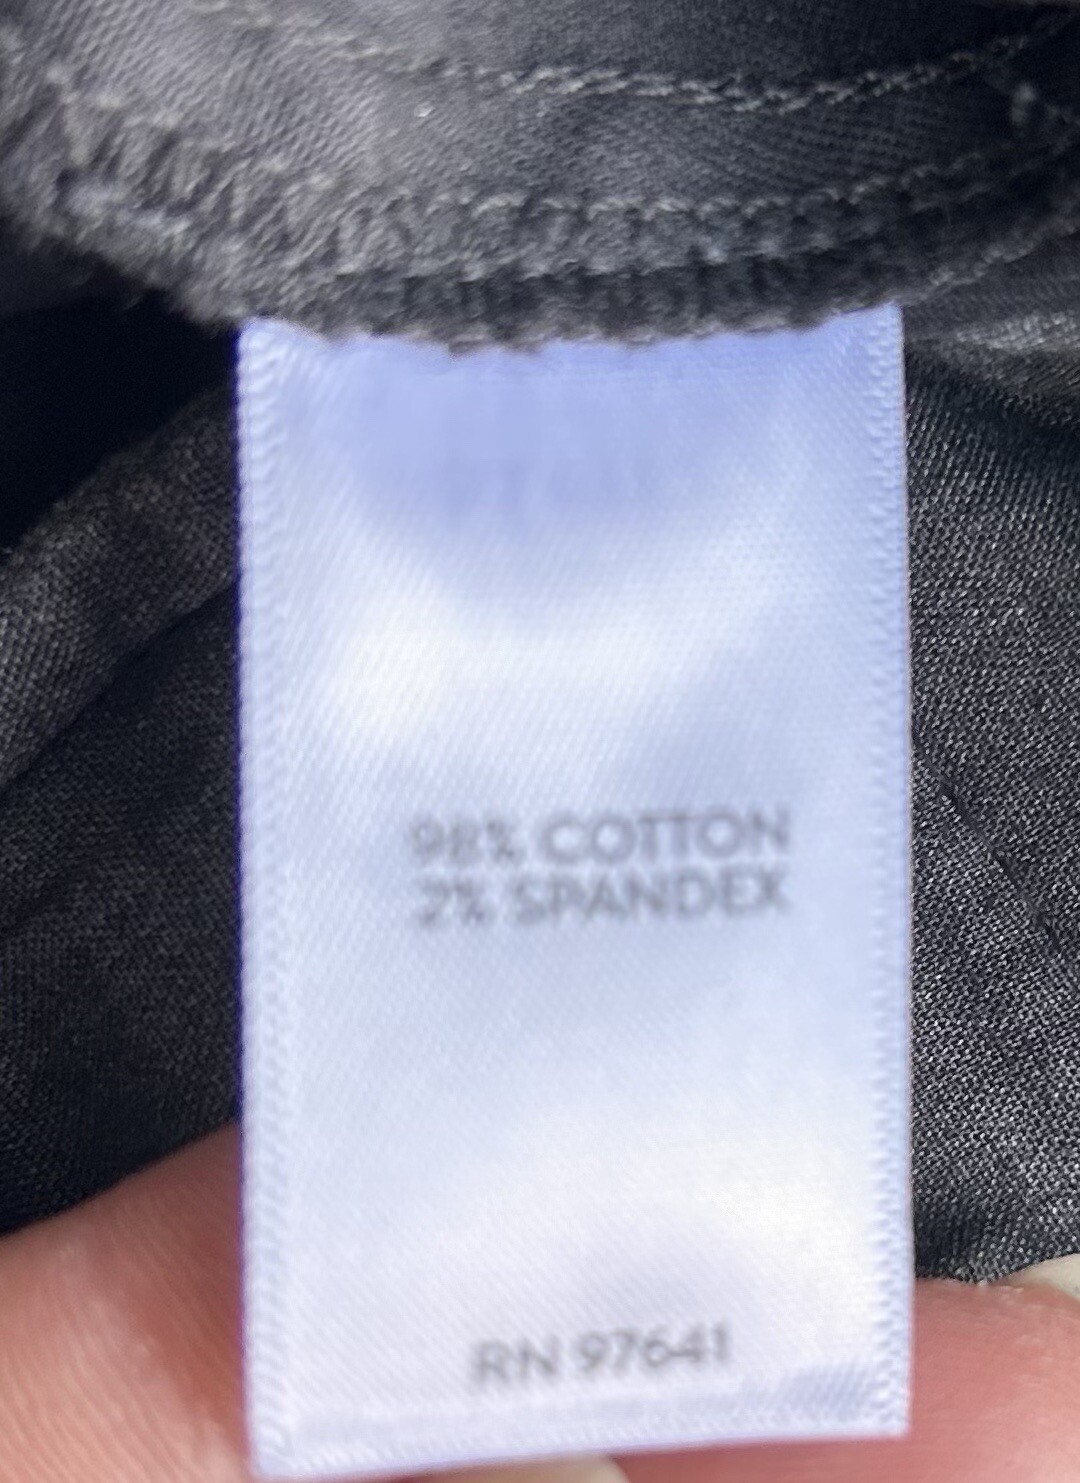 98% COTTON
2% SPANDEX
RN 97641